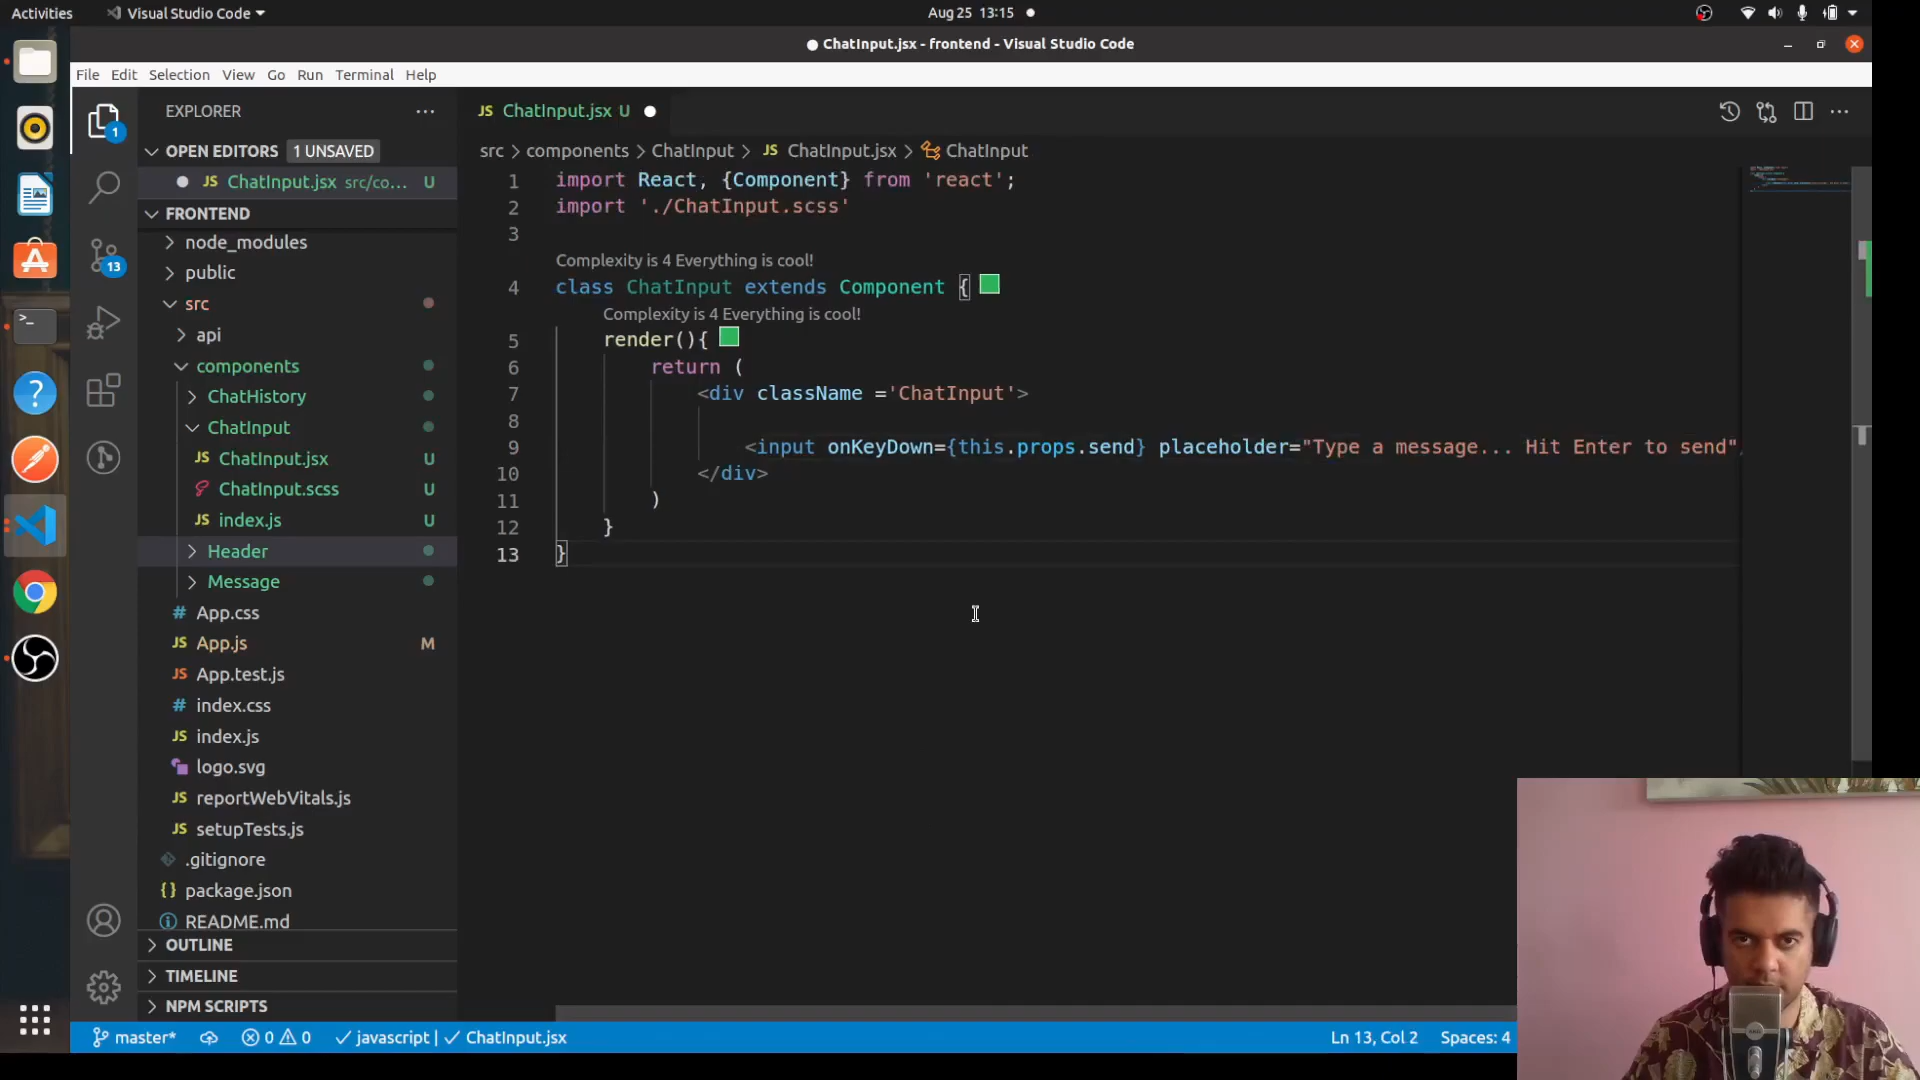 Activities
Visual Studio Code
Aug 25 13:15
ChatInput.jsx - frontend - Visual Studio Code
File Edit Selection View Go Run Terminal Help
EXPLORER
OPEN EDITORS 1 UNSAVED
JS ChatInput.jsx src/co... U
FRONTEND
node_modules
public
src
api
components
ChatHistory
ChatInput
JS ChatInput.jsx U
ChatInput.scss U
JS index.js U
Header
Message
# App.css
JS App.js M
JS App.test.js
# index.css
JS index.js
logo.svg
JS reportWebVitals.js
JS setupTests.js
.gitignore
{} package.json
README.md
OUTLINE
TIMELINE
NPM SCRIPTS
1
13
JS ChatInput.jsx U
src > components > ChatInput > JS ChatInput.jsx > ChatInput
1 import React, {Component} from 'react';
2 import './ChatInput.scss'
3
Complexity is 4 Everything is cool!
4 class ChatInput extends Component {
Complexity is 4 Everything is cool!
5 render(){
6 return (
7 <div className ='ChatInput'>
8
9 <input onKeyDown={this.props.send} placeholder="Type a message... Hit Enter to send"
10 </div>
11 )
12 }
13 }
master* 0 0 javascript | ChatInput.jsx
Ln 13, Col 2 Spaces: 4